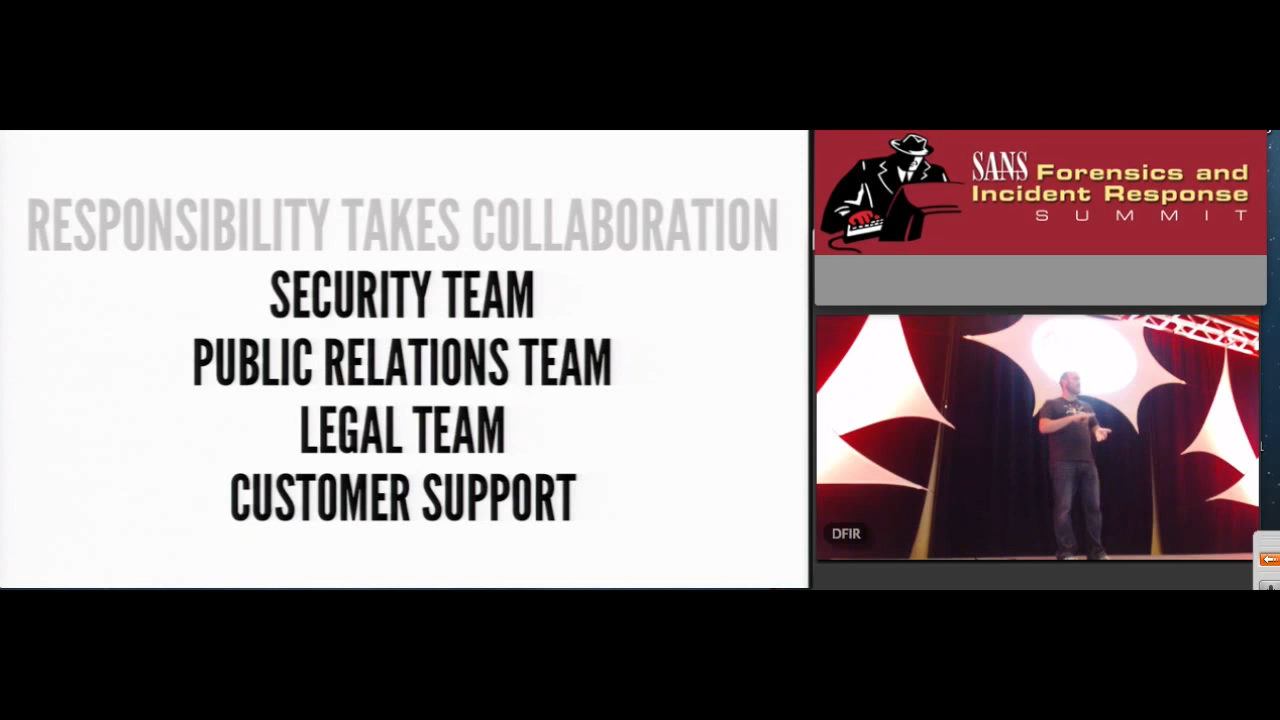 RESPONSIBILITY TAKES COLLABORATION
SECURITY TEAM
PUBLIC RELATIONS TEAM
LEGAL TEAM
CUSTOMER SUPPORT
SANS Forensics and
Incident Response
SUMMIT
DFIR